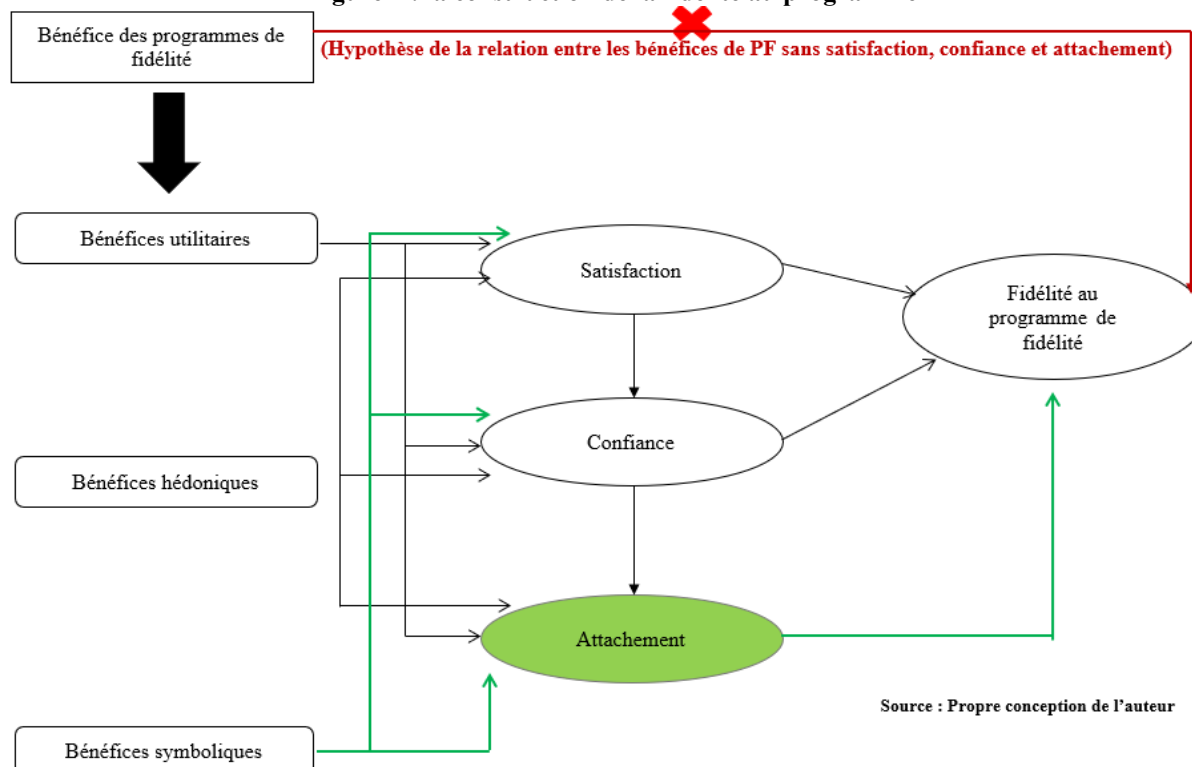 Bénéfice des programmes de
fidélité
(Hypothèse de la relation entre les bénéfices de PF sans satisfaction, confiance et attachement)
Bénéfices utilitaires
Satisfaction
Fidélité au
programme de
fidélité
Confiance
Bénéfices hédoniques
Attachement
Source : Propre conception de l’auteur
Bénéfices symboliques